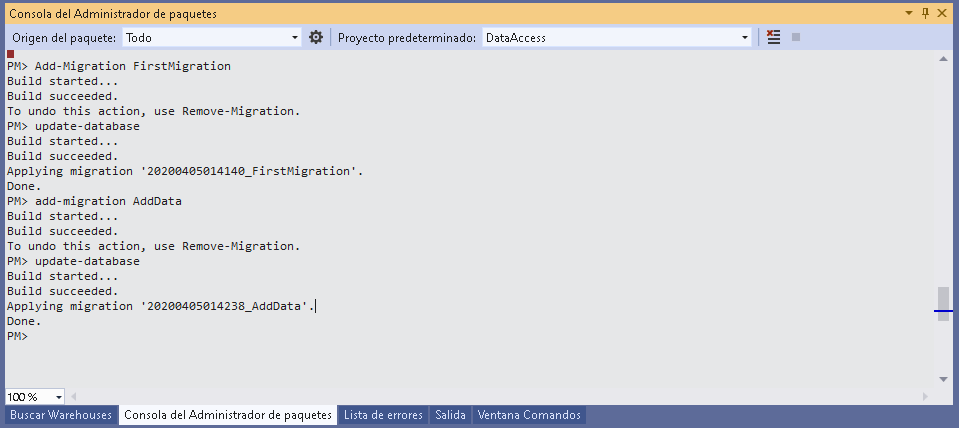 Consola del Administrador de paquetes
Origen del paquete: Todo Proyecto predeterminado: DataAccess
PM> Add-Migration FirstMigration
Build started...
Build succeeded.
To undo this action, use Remove-Migration.
PM> update-database
Build started...
Build succeeded.
Applying migration '20200405014140_FirstMigration'.
Done.
PM> add-migration AddData
Build started...
Build succeeded.
To undo this action, use Remove-Migration.
PM> update-database
Build started...
Build succeeded.
Applying migration '20200405014238_AddData'.
Done.
PM>
100 %
Buscar Warehouses Consola del Administrador de paquetes Lista de errores Salida Ventana Comandos